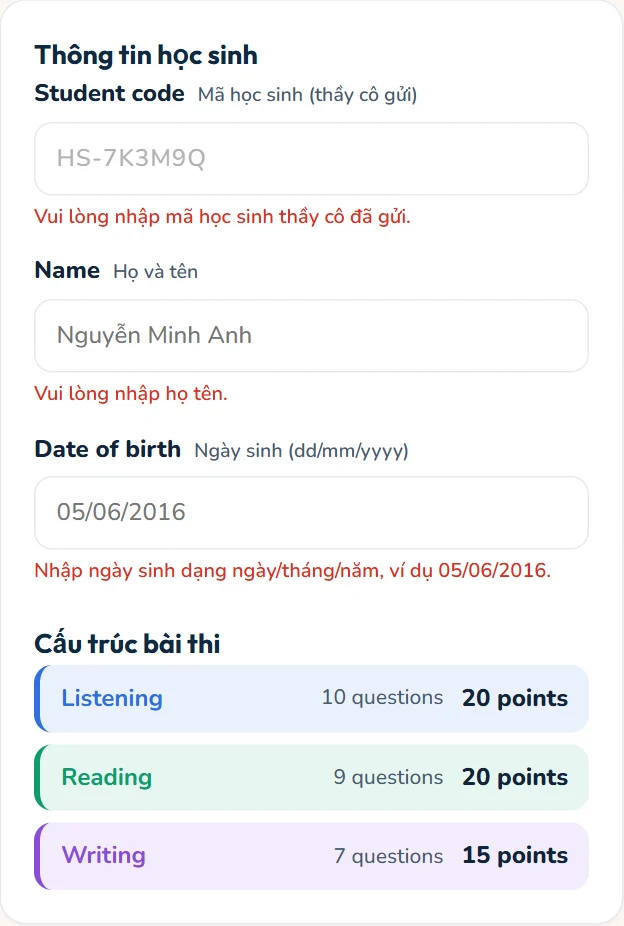 Thông tin học sinh
Student code Mã học sinh (thầy cô gửi)
HS-7K3M9Q
Vui lòng nhập mã học sinh thầy cô đã gửi.
Name Họ và tên
Nguyễn Minh Anh
Vui lòng nhập họ tên.
Date of birth Ngày sinh (dd/mm/yyyy)
05/06/2016
Nhập ngày sinh dạng ngày/tháng/năm, ví dụ 05/06/2016.
Cấu trúc bài thi
Listening 10 questions 20 points
Reading 9 questions 20 points
Writing 7 questions 15 points